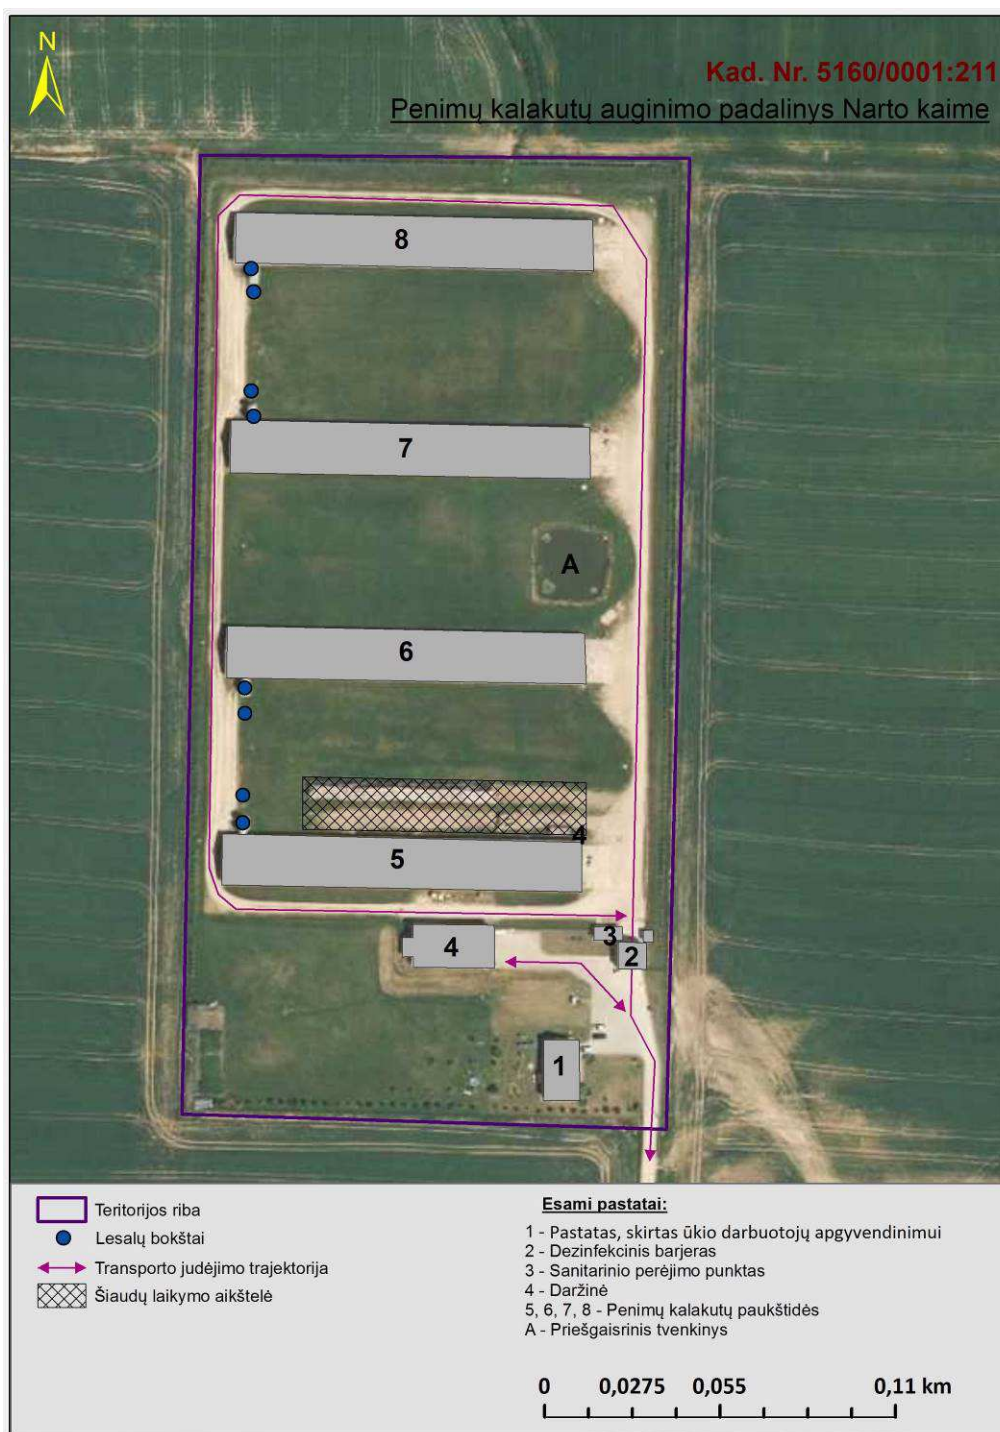 N
Kad. Nr. 5160/0001:211
Penimų kalakutų auginimo padalinys Narto kaime
8
7
A
6
4
5
3
4
2
1
Teritorijos riba
Lesalų bokštai
Transporto judėjimo trajektorija
Šiaudų laikymo aikštelė
Esami pastatai:
1 - Pastatas, skirtas ūkio darbuotojų apgyvendinimui
2 - Dezinfekcinis barjeras
3 - Sanitarinio perėjimo punktas
4 - Daržinė
5, 6, 7, 8 - Penimų kalakutų paukštidės
A - Priešgaisrinis tvenkinys
0 0,0275 0,055 0,11 km